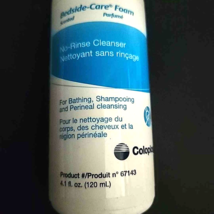 Bedside-Care® Foam
Scented Parfumé
No-Rinse Cleanser
Nettoyant sans rinçage
For Bathing, Shampooing
and Perineal cleansing
Pour le nettoyage du
corps, des cheveux et la
région périnéale
Colopla
Product #/Produit n° 67143
4.1 fl. oz. (120 mL)